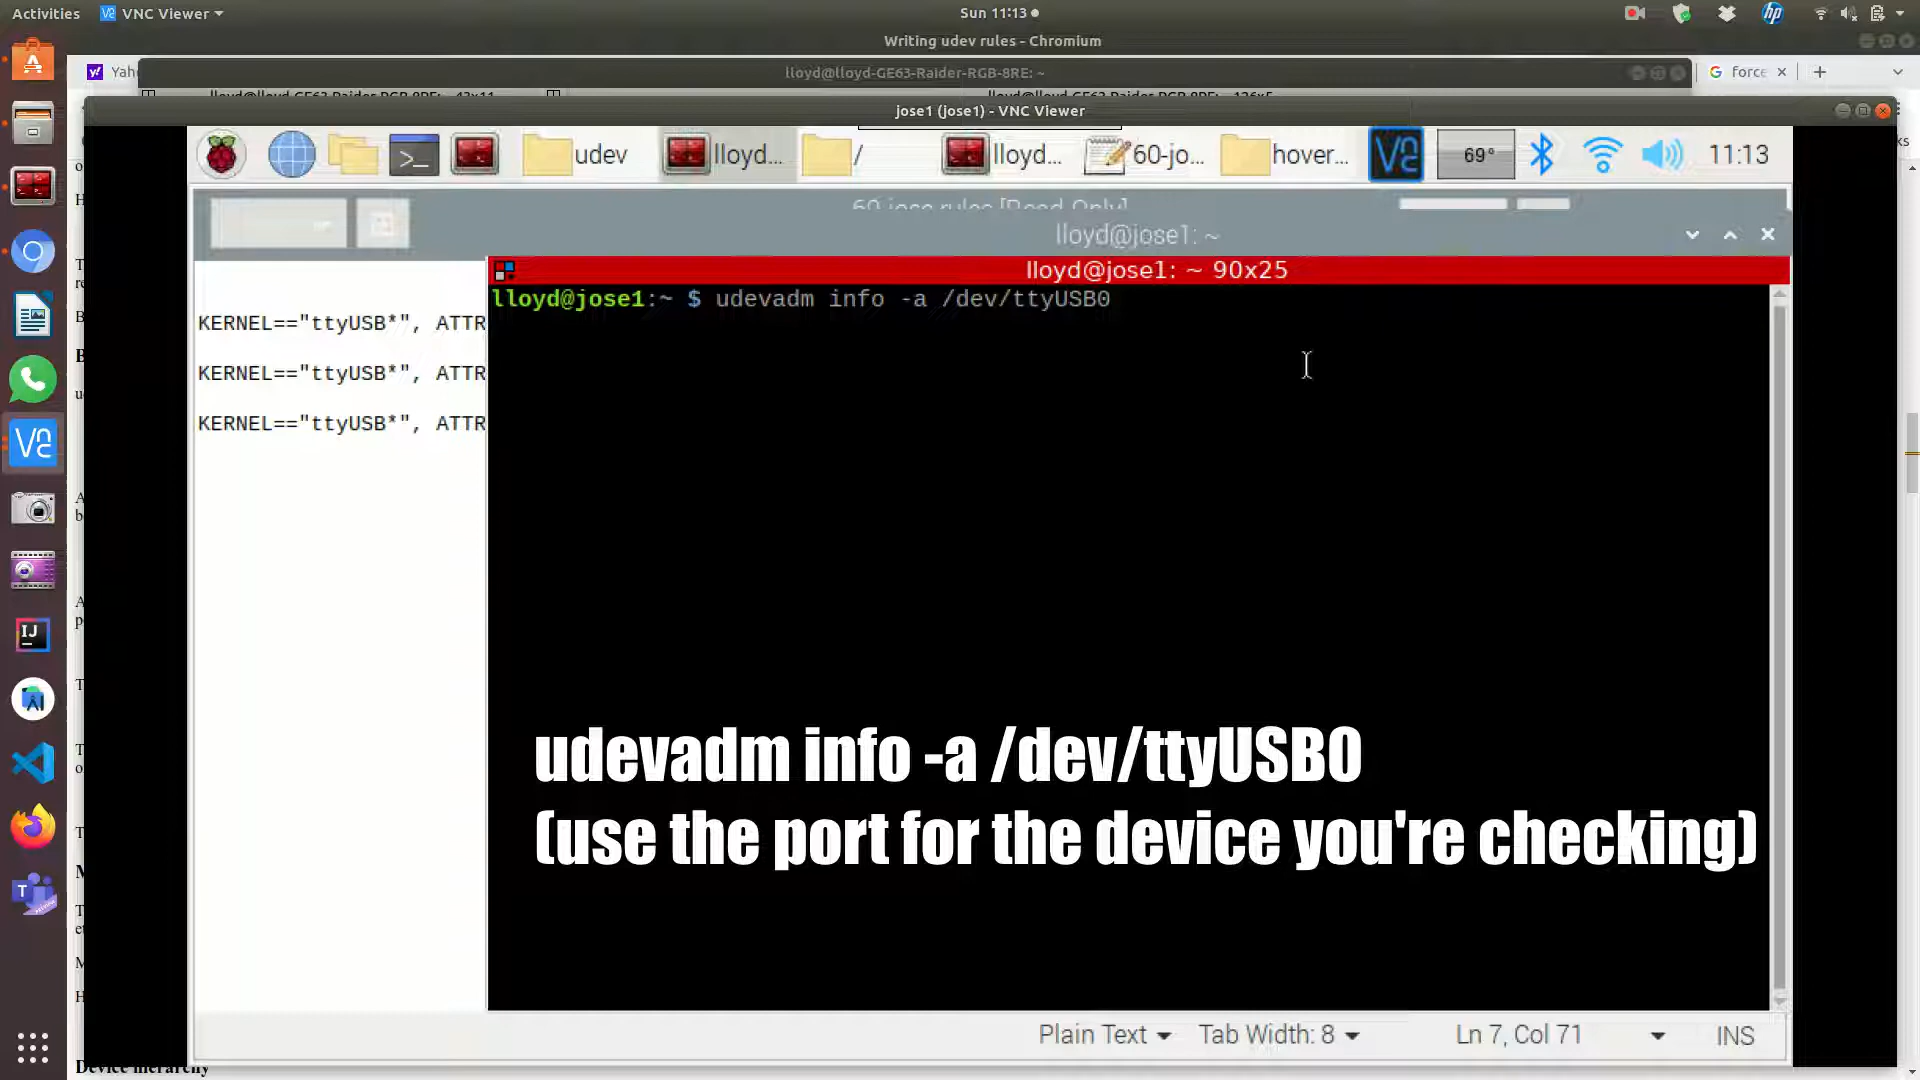 Activities VNC Viewer Sun 11:13
Writing udev rules - Chromium
lloyd@lloyd-GE63-Raider-RGB-8RE: ~
force
jose1 (jose1) - VNC Viewer
udev lloyd... / lloyd... 60-jo... hover... 69° 11:13
lloyd@jose1: ~
lloyd@jose1: ~ 90x25
lloyd@jose1:~ $ udevadm info -a /dev/ttyUSB0
KERNEL=="ttyUSB*", ATTR
KERNEL=="ttyUSB*", ATTR
KERNEL=="ttyUSB*", ATTR
udevadm info -a /dev/ttyUSB0
(use the port for the device you're checking)
Plain Text Tab Width: 8 Ln 7, Col 71 INS
Device hierarchy